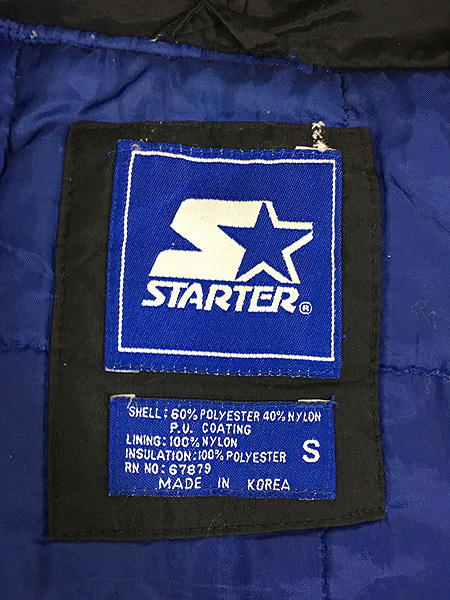 STARTER®
SHELL: 60% POLYESTER 40% NYLON
P.U. COATING
LINING: 100% NYLON
INSULATION: 100% POLYESTER
RN NO: 67879
S
MADE IN KOREA